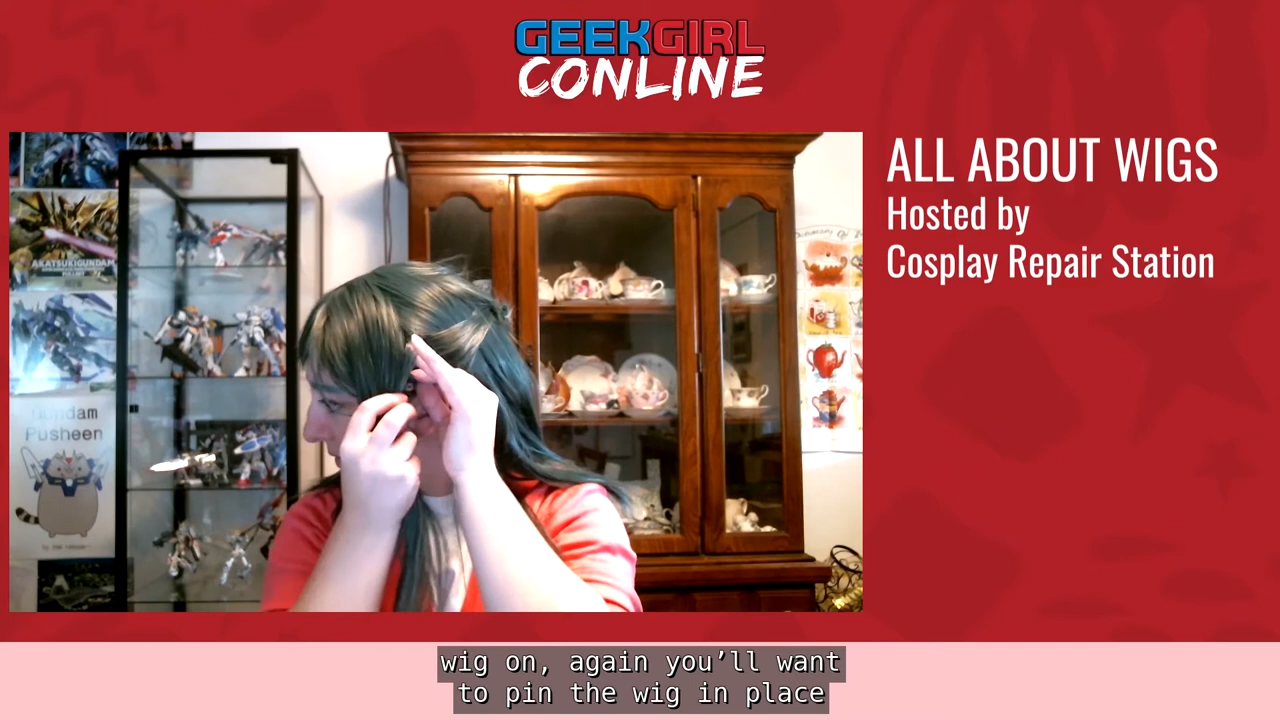 GEEKGIRL
CONLINE
ALL ABOUT WIGS
Hosted by
Cosplay Repair Station
AKATSUKIGUNDAM
Gundam
Pusheen
wig on, again you’ll want
to pin the wig in place